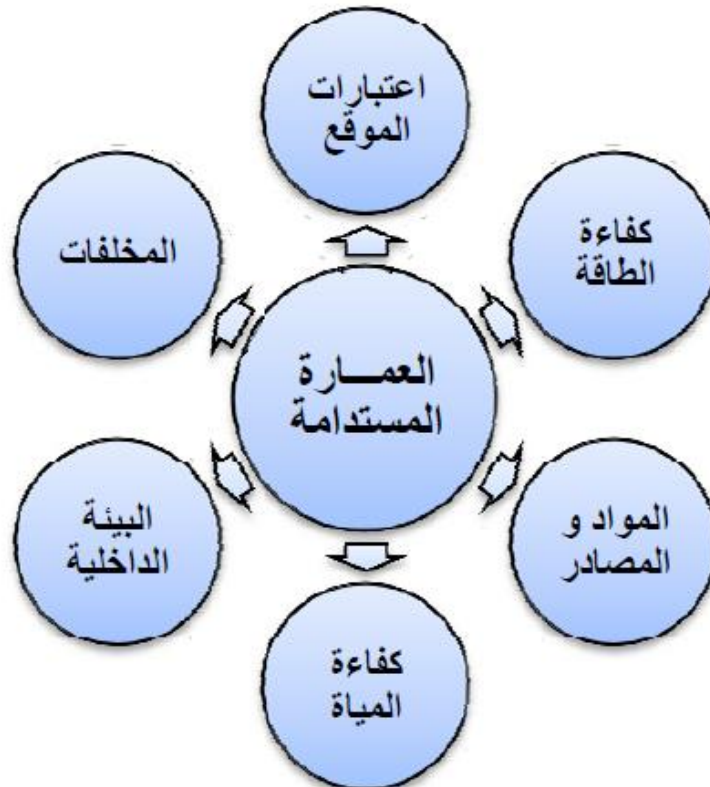 اعتبارات
الموقع
كفاءة
الطاقة
المخلفات
العمـــارة
المستدامة
المواد و
المصادر
البيئة
الداخلية
كفاءة
المياة